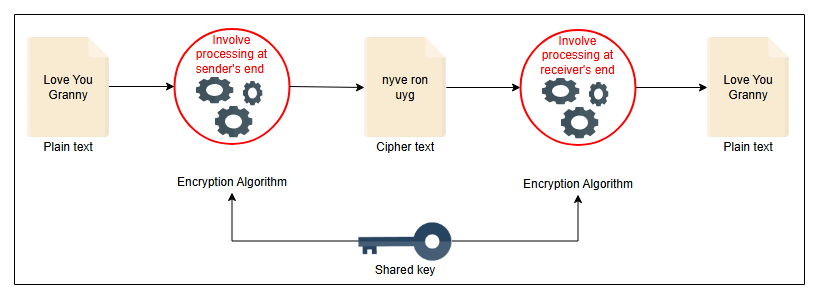 Love You
Granny
Plain text
Involve
processing at
sender's end
Encryption Algorithm
nyve ron
uyg
Cipher text
Involve
processing at
receiver's end
Encryption Algorithm
Love You
Granny
Plain text
Shared key